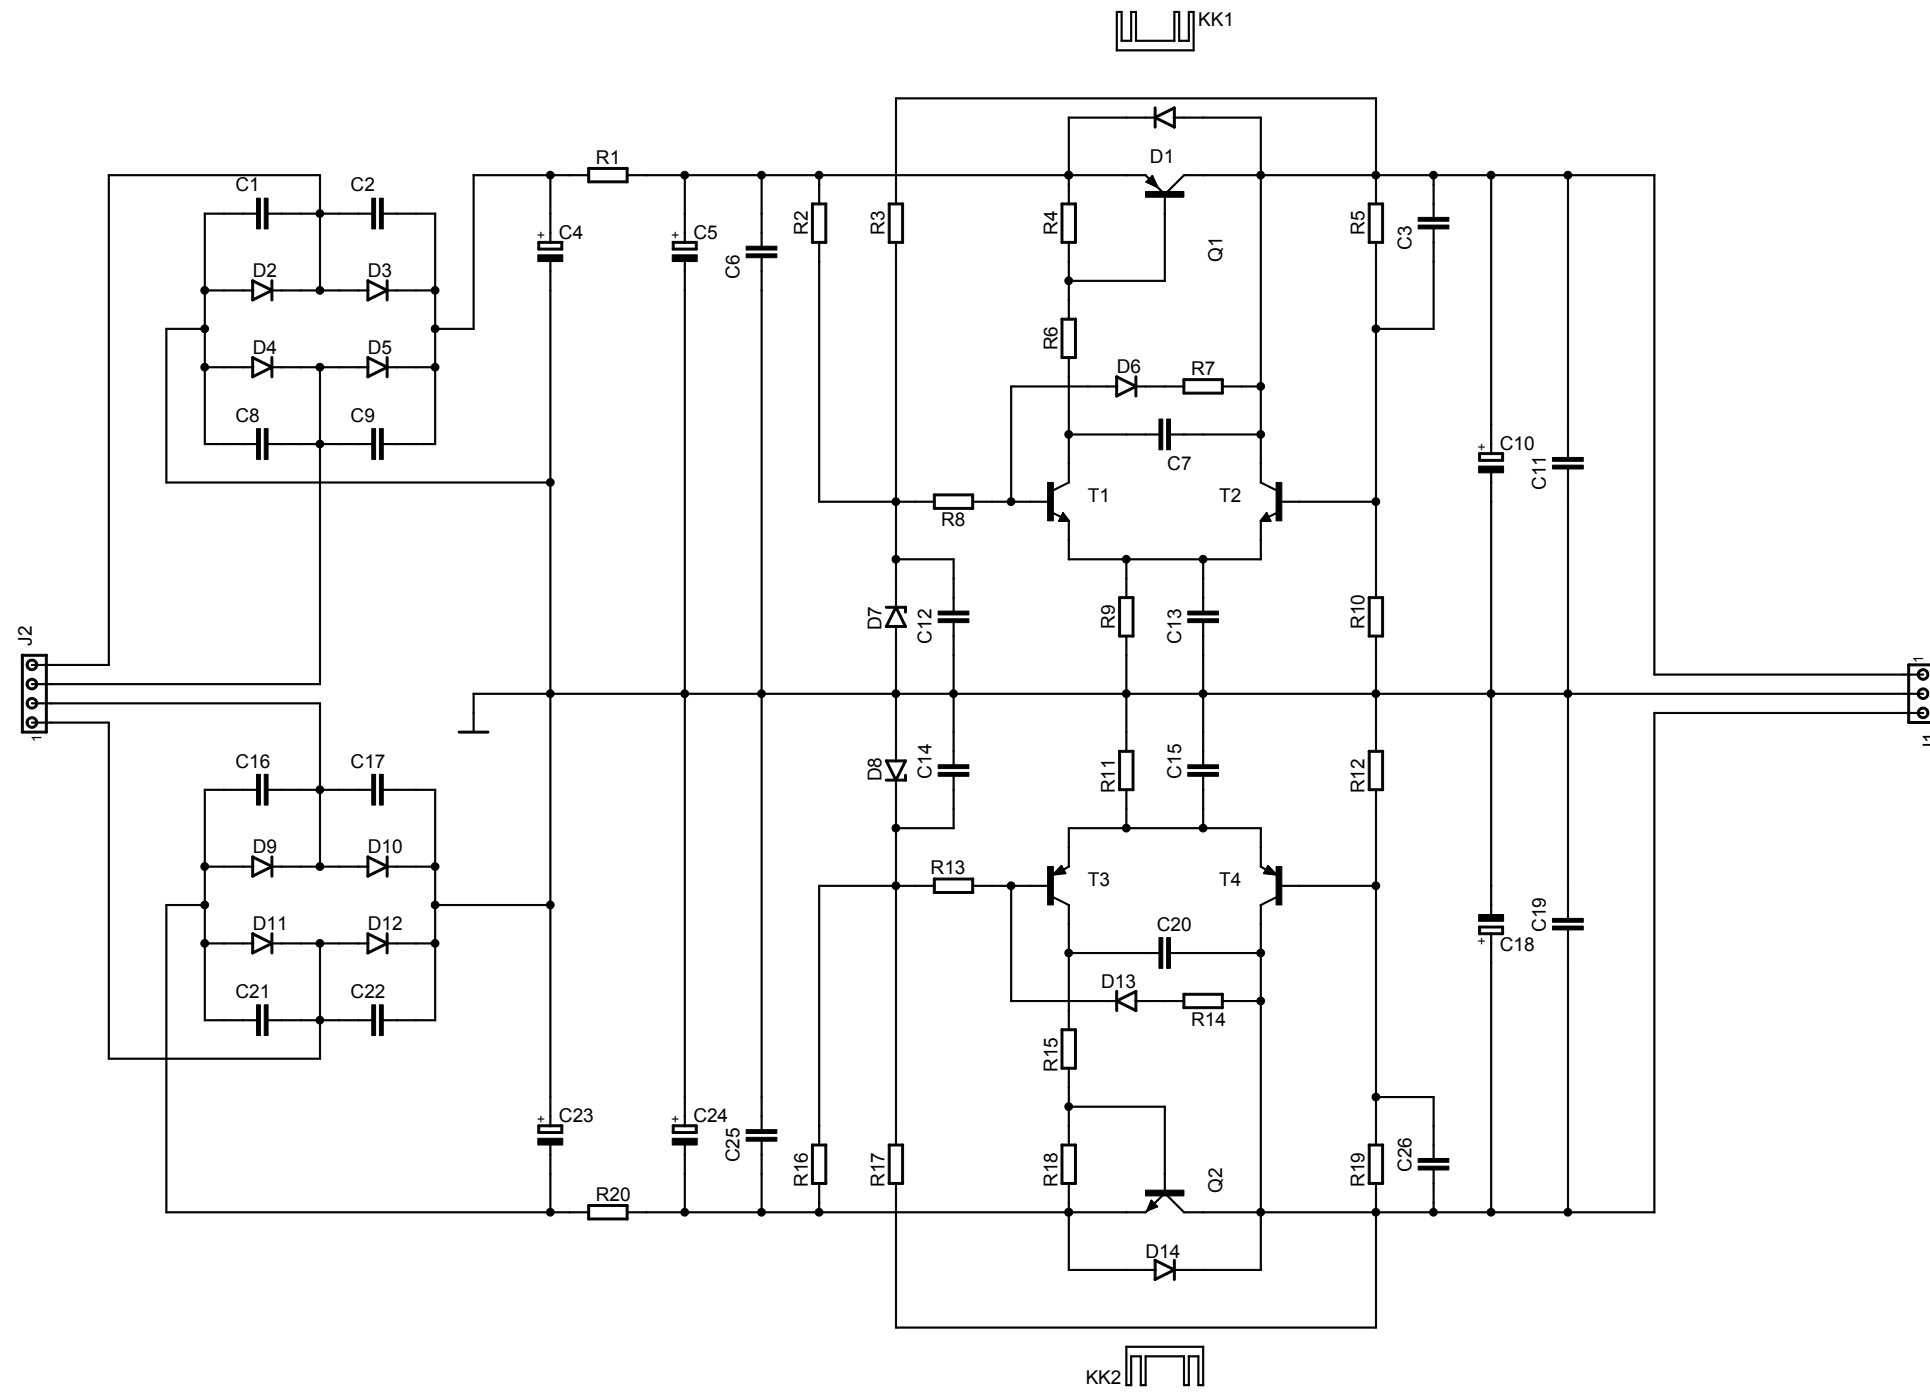 KK1
R1
D1
C1 C2
R2 R3 R4 Q1 R5 C3
+ C4 + C5 C6
D2 D3
R6
D4 D5
D6 R7
C8 C9
C7
+ C10 C11
R8 T1 T2
D7 C12 R9 C13 R10
J2
1
1
J1
C16 C17
D8 C14 R11 C15 R12
D9 D10
R13 T3 T4
D11 D12
C20
+ C18 C19
C21 C22
D13
R14
R15
+ C23 + C24 C25
R16 R17 R18 Q2 R19 C26
R20
D14
KK2